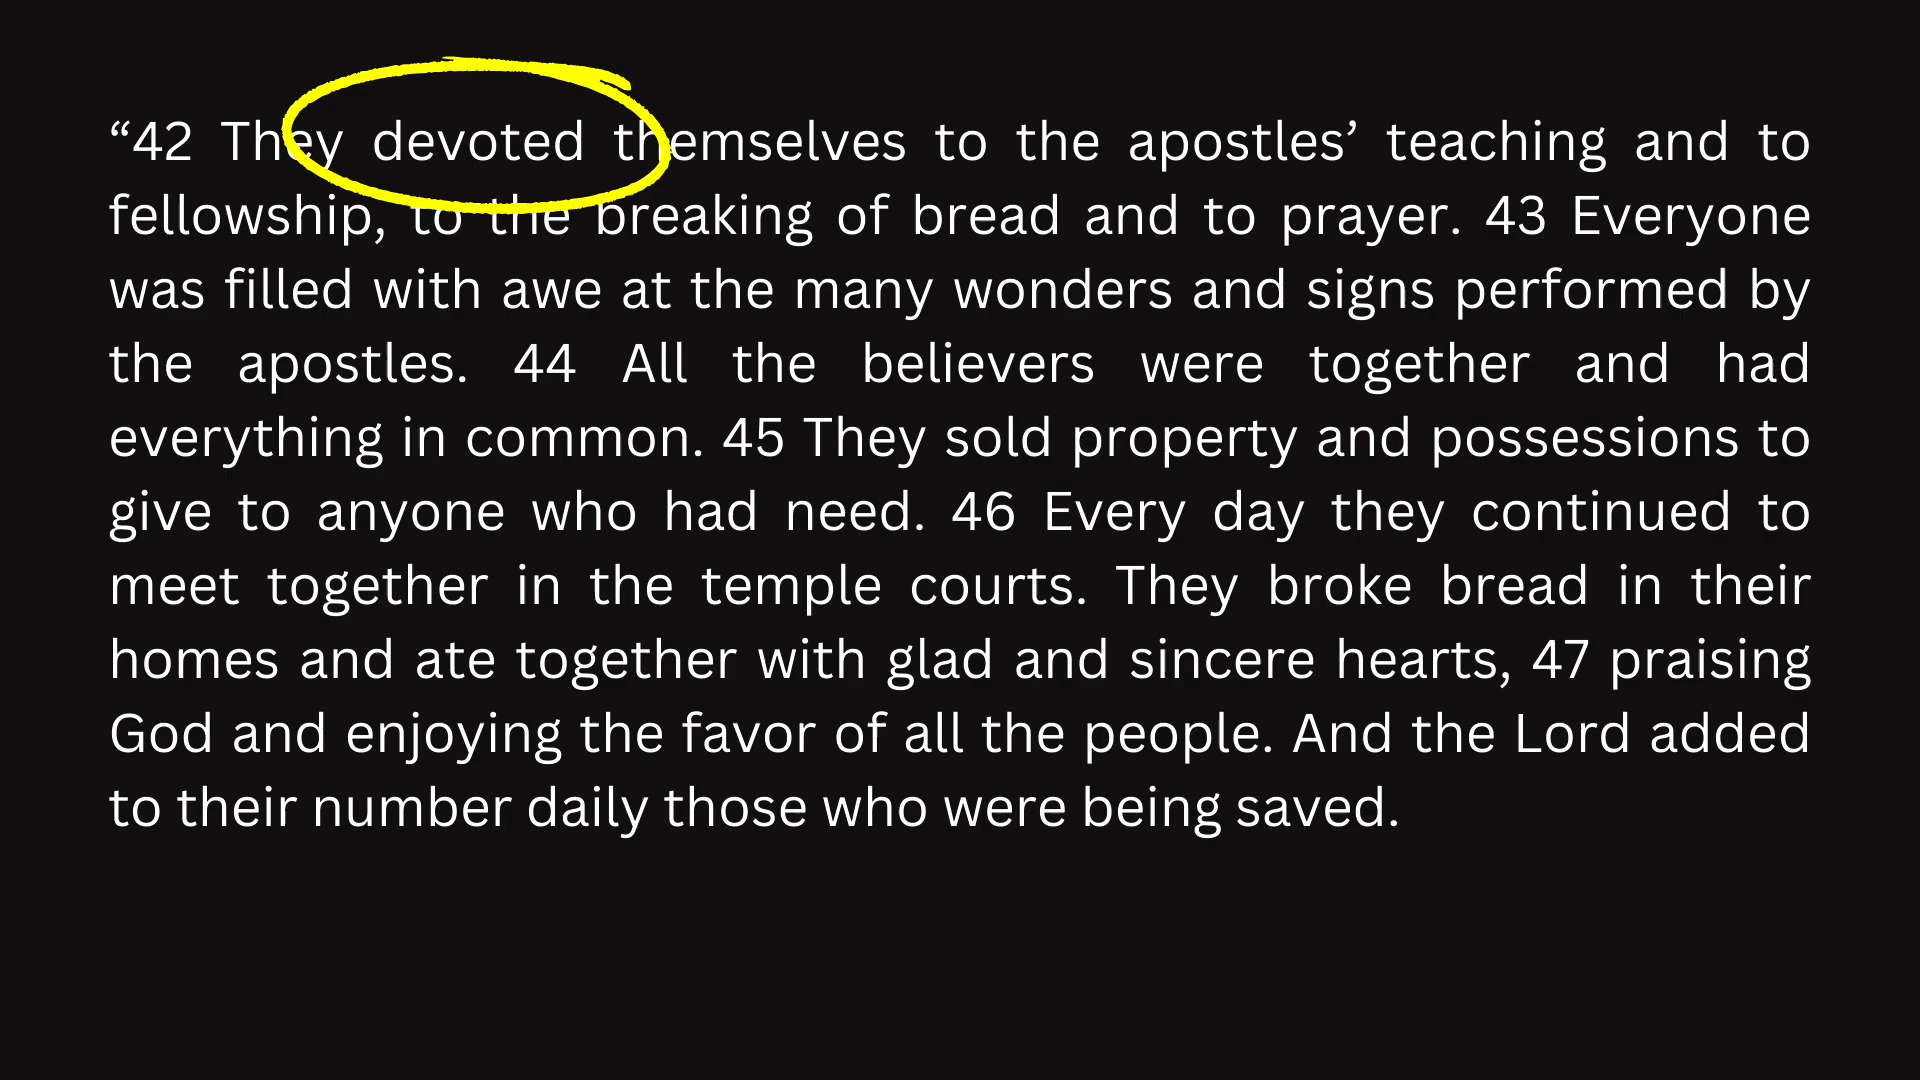 “42 They devoted themselves to the apostles’ teaching and to
fellowship, to the breaking of bread and to prayer. 43 Everyone
was filled with awe at the many wonders and signs performed by
the apostles. 44 All the believers were together and had
everything in common. 45 They sold property and possessions to
give to anyone who had need. 46 Every day they continued to
meet together in the temple courts. They broke bread in their
homes and ate together with glad and sincere hearts, 47 praising
God and enjoying the favor of all the people. And the Lord added
to their number daily those who were being saved.